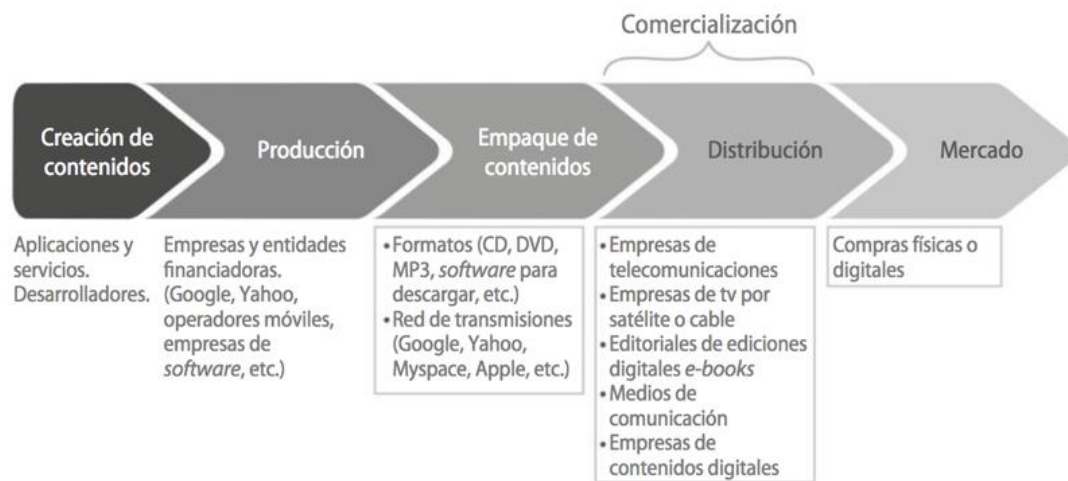 Comercialización
Creación de
contenidos
Producción
Empaque de
contenidos
Distribución
Mercado
Aplicaciones y
servicios.
Desarrolladores.
Empresas y entidades
financiadoras.
(Google, Yahoo,
operadores móviles,
empresas de
software, etc.)
• Formatos (CD, DVD,
MP3, software para
descargar, etc.)
• Red de transmisiones
(Google, Yahoo,
Myspace, Apple, etc.)
• Empresas de
telecomunicaciones
• Empresas de tv por
satélite o cable
• Editoriales de ediciones
digitales e-books
• Medios de
comunicación
• Empresas de
contenidos digitales
Compras físicas o
digitales